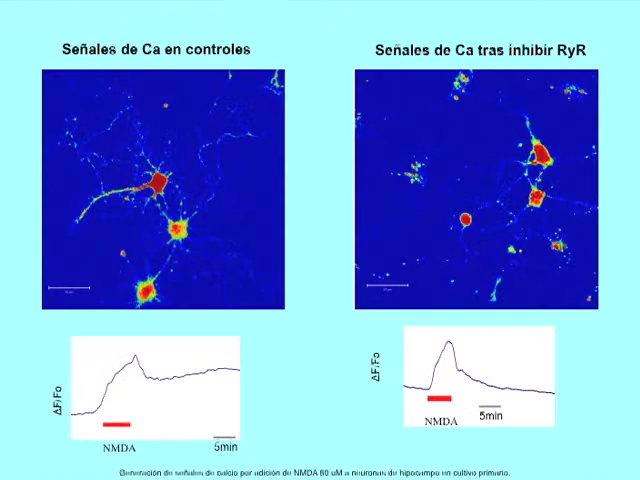 Señales de Ca en controles
Señales de Ca tras inhibir RyR
ΔF/Fo
NMDA
5min
ΔF/Fo
NMDA
5min
Generación de señales de calcio por adición de NMDA 60 uM a neuronas de hipocampo en cultivo primario.